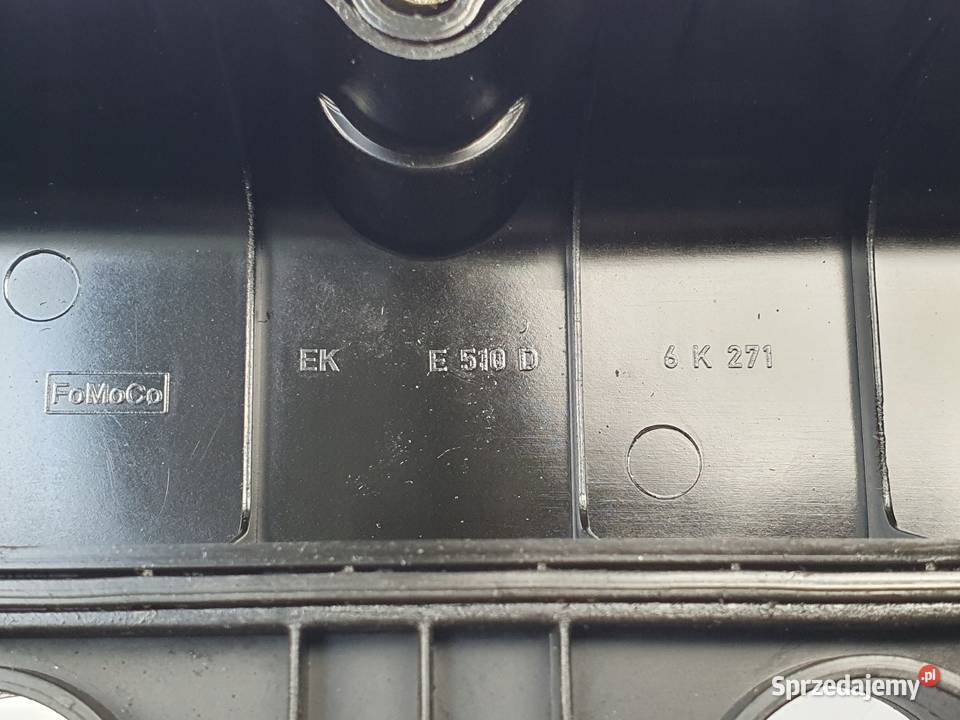 EK E 510 D 6 K 271
FoMoCo
Sprzedajemy.pl